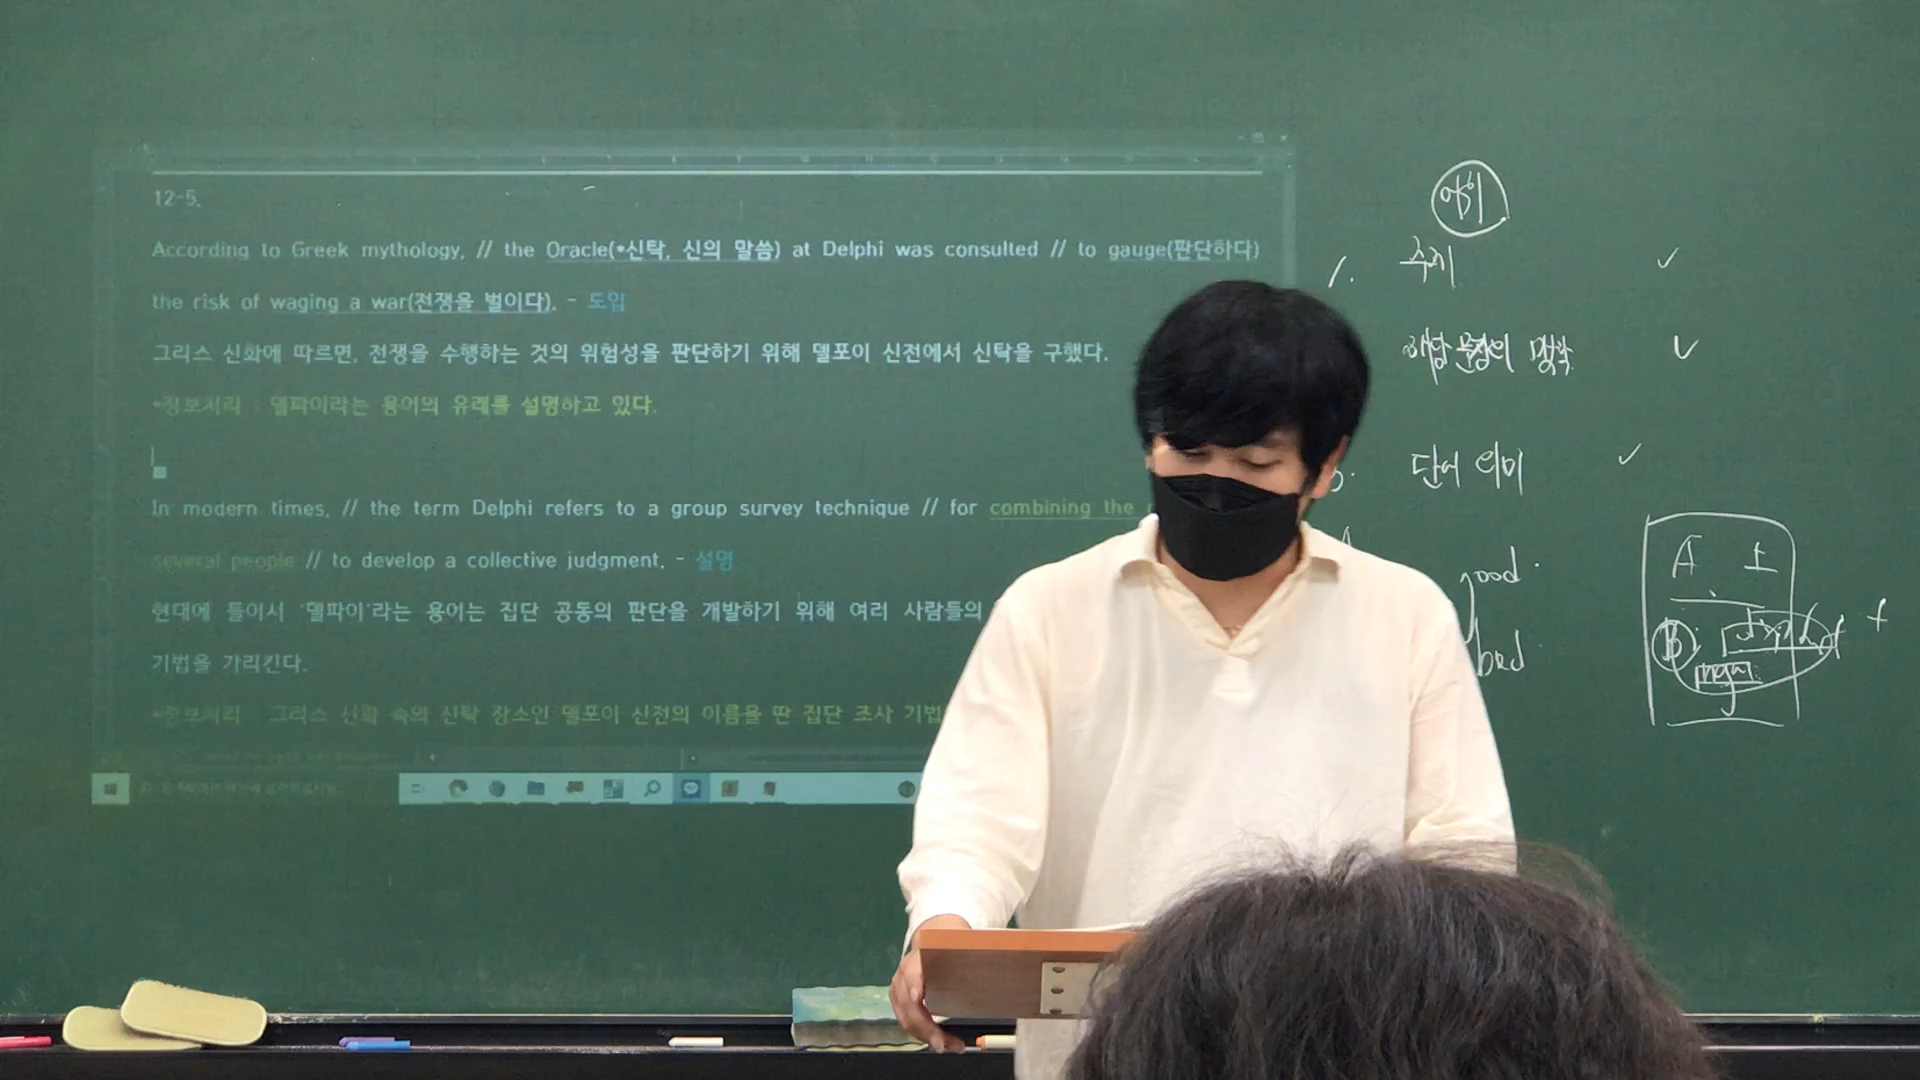 12-5.
According to Greek mythology, // the Oracle(*신탁, 신의 말씀) at Delphi was consulted // to gauge(판단하다)
the risk of waging a war(전쟁을 벌이다). - 도입
그리스 신화에 따르면, 전쟁을 수행하는 것의 위험성을 판단하기 위해 델포이 신전에서 신탁을 구했다.
*정보처리 : 델파이라는 용어의 유래를 설명하고 있다.
In modern times, // the term Delphi refers to a group survey technique // for combining the
several people // to develop a collective judgment. - 설명
현대에 들어서 '델파이'라는 용어는 집단 공동의 판단을 개발하기 위해 여러 사람들의
기법을 가리킨다.
*정보처리 : 그리스 신화 속의 신탁 장소인 델포이 신전의 이름을 딴 집단 조사 기법
어휘
1. 주제 ✓
해당 문장의 맥락 ✓
단어 의미 ✓
good
bad
A
B
+